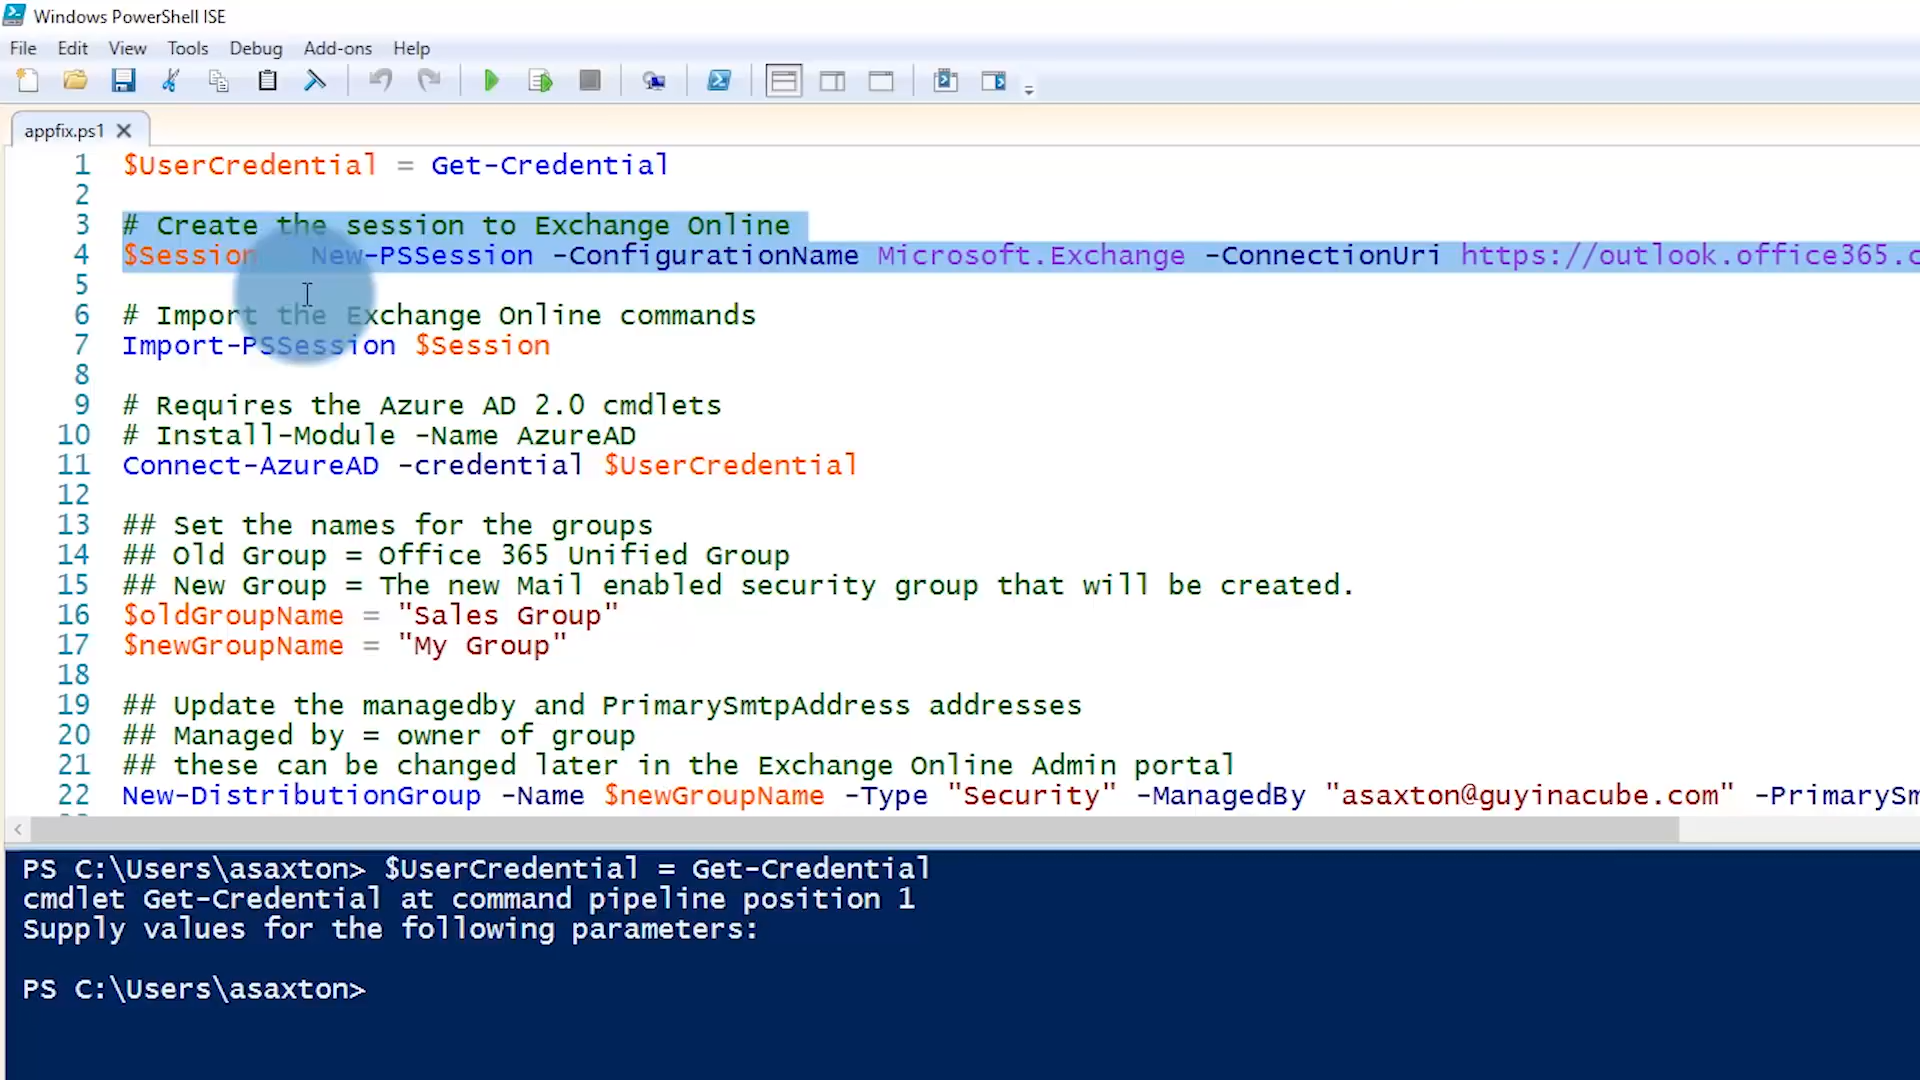 Windows PowerShell ISE
File Edit View Tools Debug Add-ons Help
appfix.ps1
1 $UserCredential = Get-Credential
2
3 # Create the session to Exchange Online
4 $Session New-PSSession -ConfigurationName Microsoft.Exchange -ConnectionUri https://outlook.office365.c
5
6 # Import the Exchange Online commands
7 Import-PSSession $Session
8
9 # Requires the Azure AD 2.0 cmdlets
10 # Install-Module -Name AzureAD
11 Connect-AzureAD -credential $UserCredential
12
13 ## Set the names for the groups
14 ## Old Group = Office 365 Unified Group
15 ## New Group = The new Mail enabled security group that will be created.
16 $oldGroupName = "Sales Group"
17 $newGroupName = "My Group"
18
19 ## Update the managedby and PrimarySmtpAddress addresses
20 ## Managed by = owner of group
21 ## these can be changed later in the Exchange Online Admin portal
22 New-DistributionGroup -Name $newGroupName -Type "Security" -ManagedBy "asaxton@guyinacube.com" -PrimarySm
PS C:\Users\asaxton> $UserCredential = Get-Credential
cmdlet Get-Credential at command pipeline position 1
Supply values for the following parameters:
PS C:\Users\asaxton>